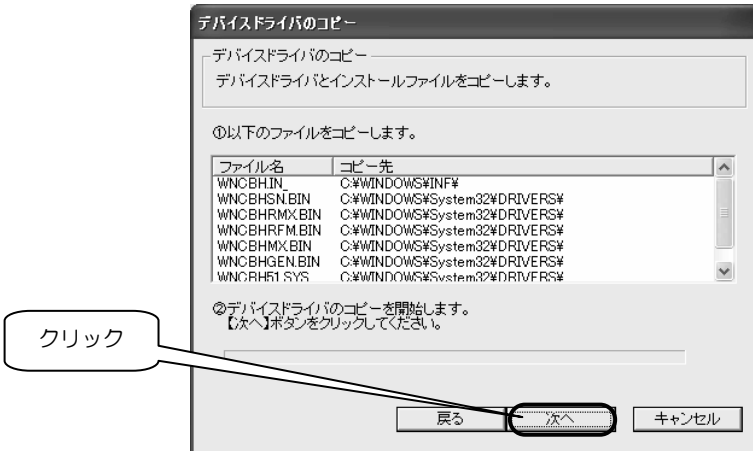 デバイスドライバのコピー
デバイスドライバのコピー
デバイスドライバとインストールファイルをコピーします。
①以下のファイルをコピーします。
ファイル名 コピー先
WNCBH.IN_ C:¥WINDOWS¥INF¥
WNCBHSN.BIN C:¥WINDOWS¥System32¥DRIVERS¥
WNCBHRMX.BIN C:¥WINDOWS¥System32¥DRIVERS¥
WNCBHRFM.BIN C:¥WINDOWS¥System32¥DRIVERS¥
WNCBHMX.BIN C:¥WINDOWS¥System32¥DRIVERS¥
WNCBHGEN.BIN C:¥WINDOWS¥System32¥DRIVERS¥
WNCBH51.SYS C:¥WINDOWS¥System32¥DRIVERS¥
②デバイスドライバのコピーを開始します。
【次へ】ボタンをクリックしてください。
クリック
戻る 次へ キャンセル